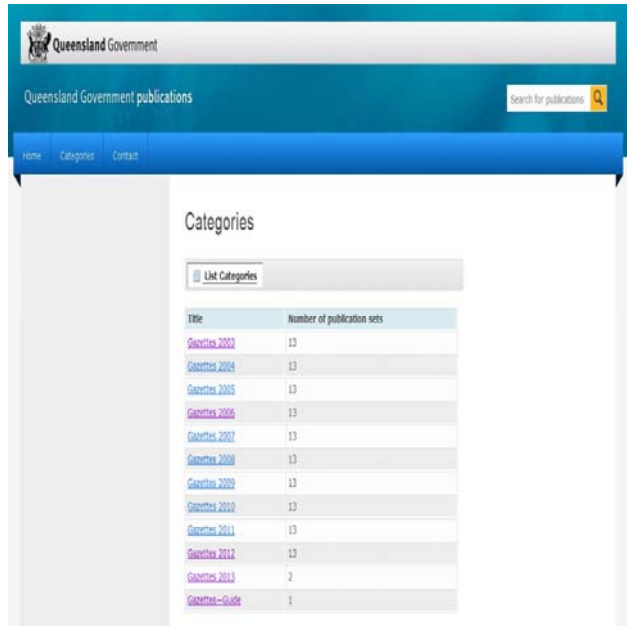 Queensland Government
Queensland Government publications
Search for publications
Home Categories Contact
Categories
List Categories
Title Number of publication sets
Gazettes 2003 13
Gazettes 2004 13
Gazettes 2005 13
Gazettes 2006 13
Gazettes 2007 13
Gazettes 2008 13
Gazettes 2009 13
Gazettes 2010 13
Gazettes 2011 13
Gazettes 2012 13
Gazettes 2013 2
Gazettes—Guide 1